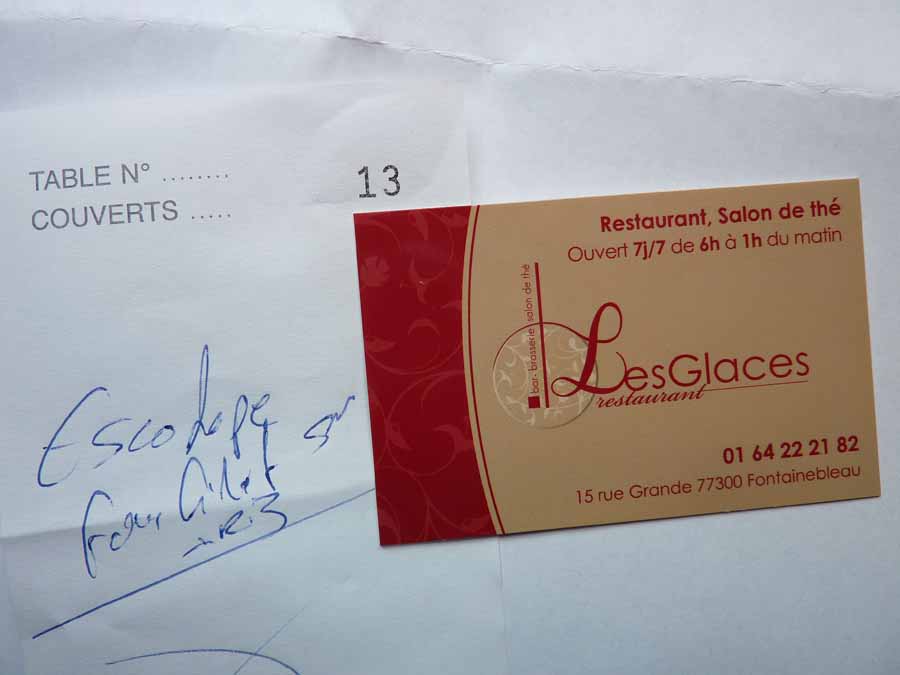 TABLE N° ........ 13
COUVERTS .....
Escalope
riz
Restaurant, Salon de thé
Ouvert 7j/7 de 6h à 1h du matin
bar-brasserie salon de thé
LesGlaces
restaurant
01 64 22 21 82
15 rue Grande 77300 Fontainebleau